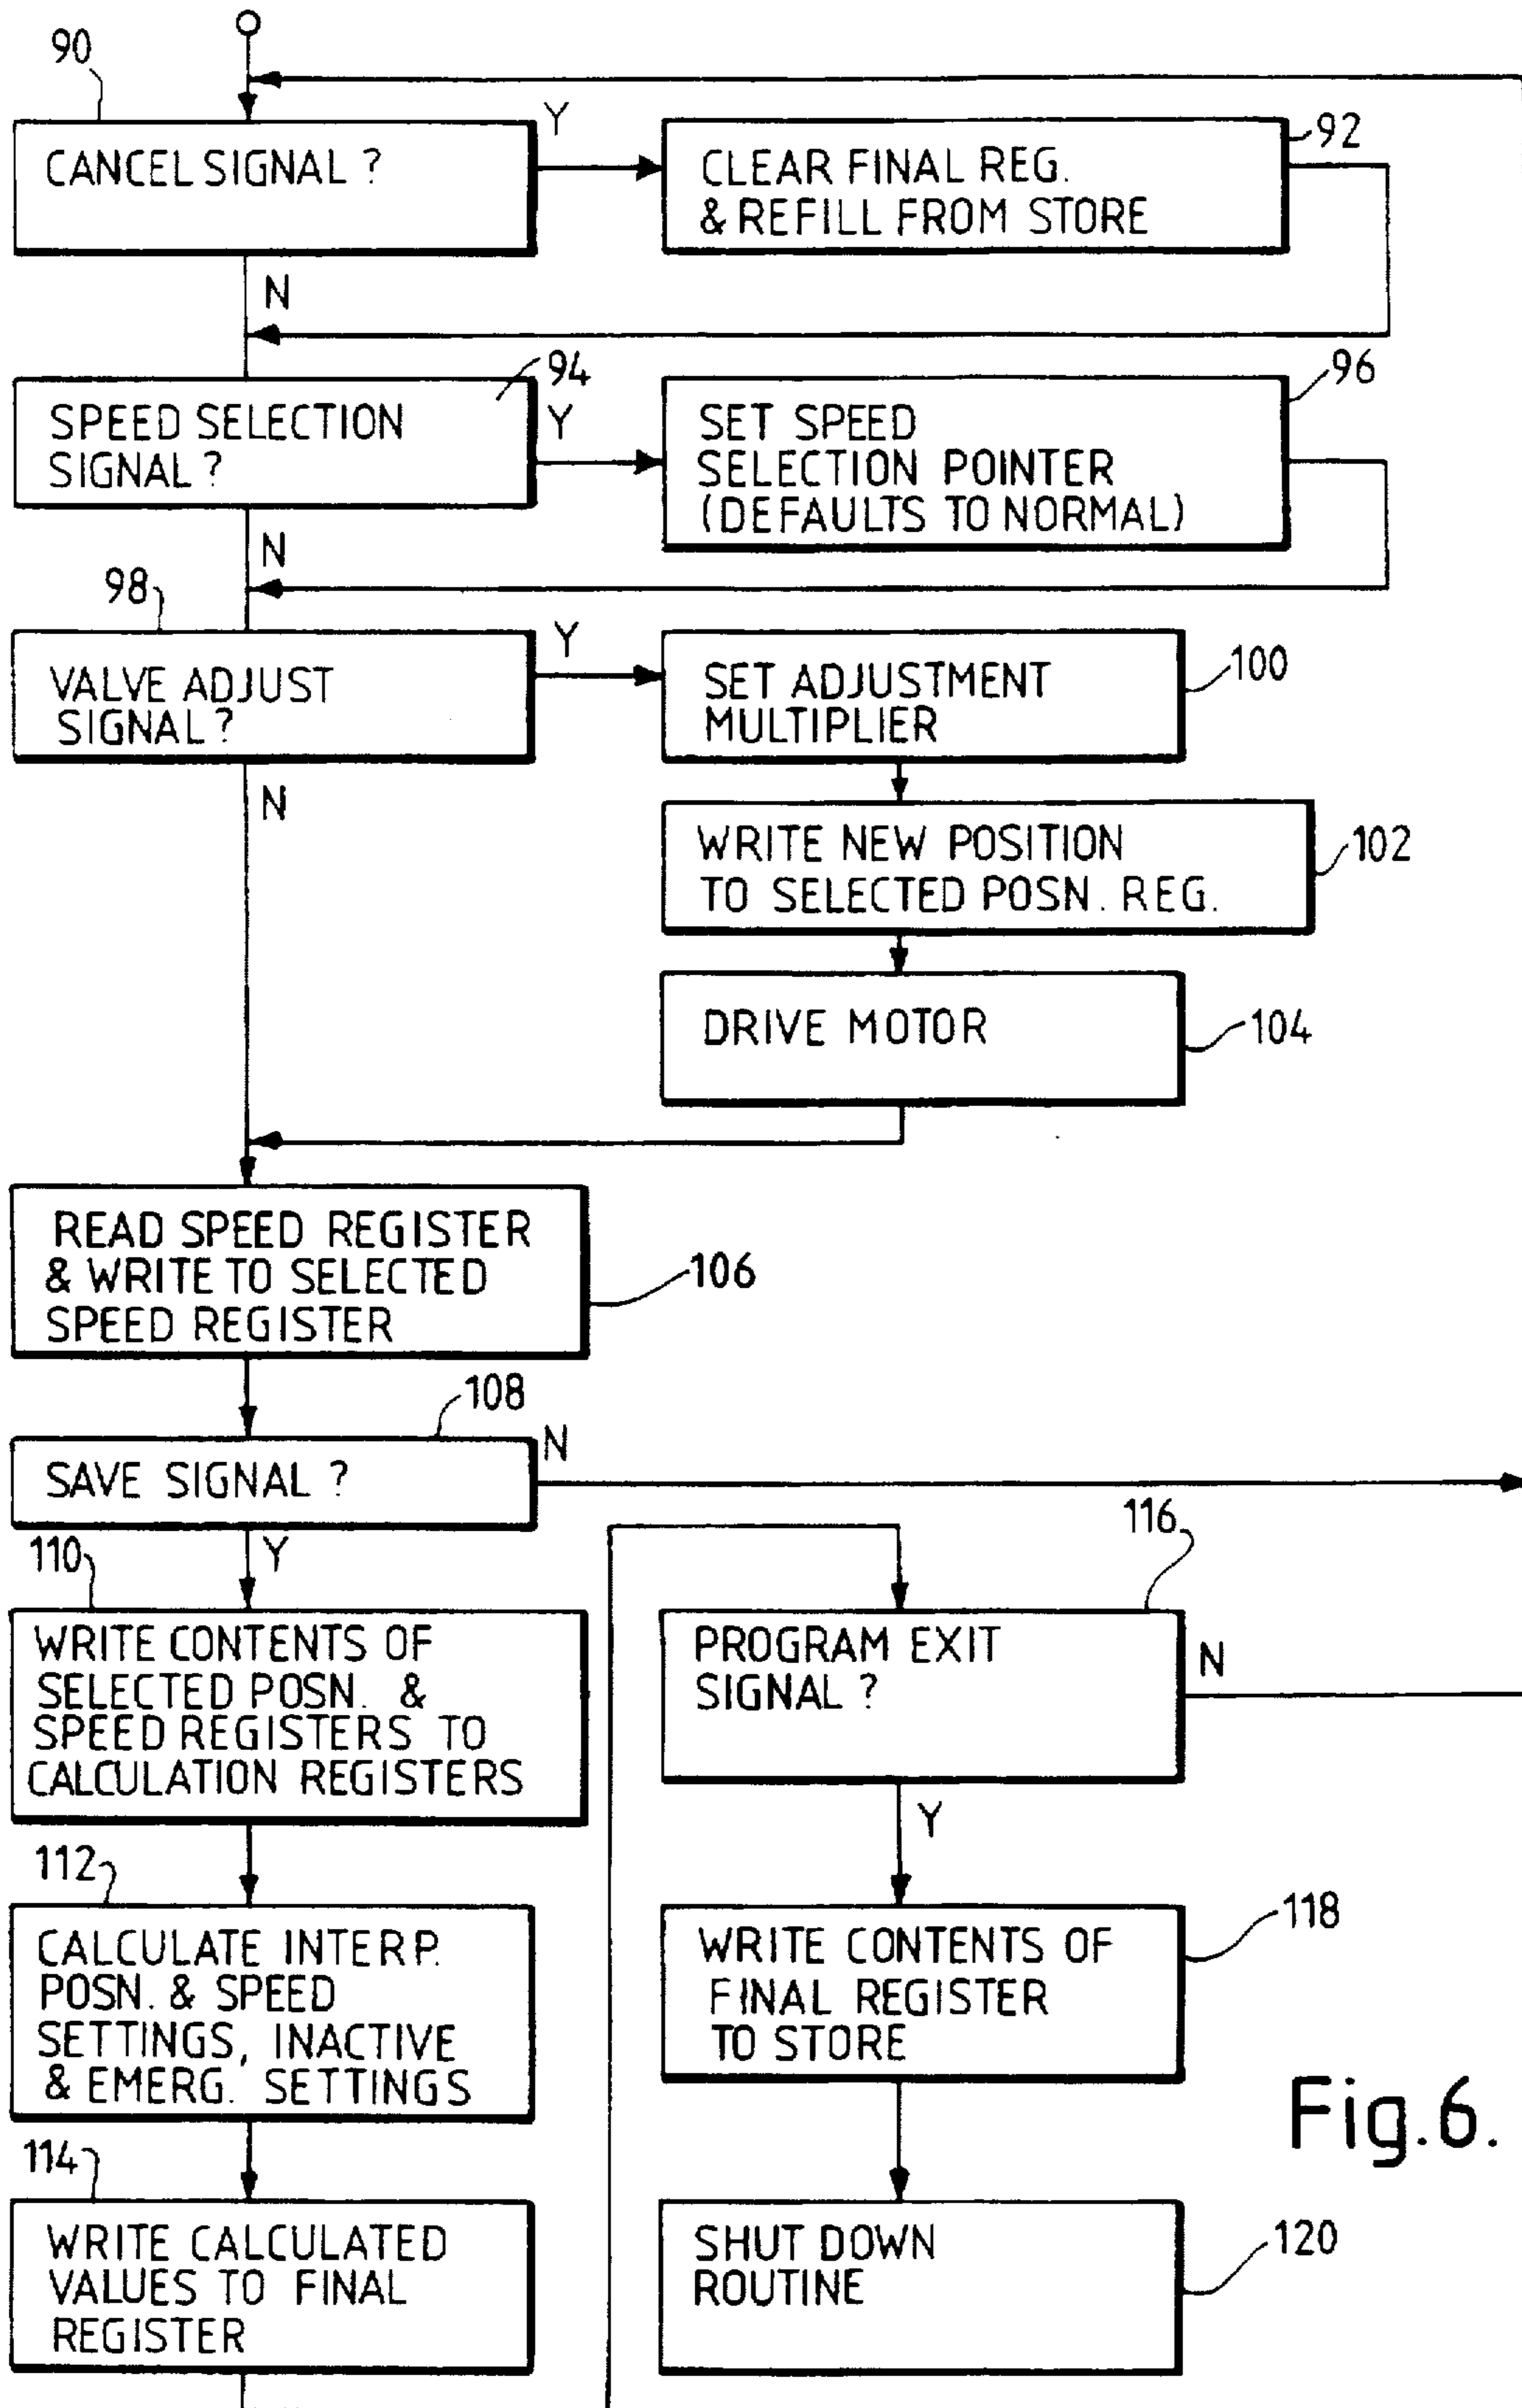 90
CANCEL SIGNAL ?
Y
CLEAR FINAL REG.
& REFILL FROM STORE
92
N
SPEED SELECTION
SIGNAL ?
94
Y
SET SPEED
SELECTION POINTER
(DEFAULTS TO NORMAL)
96
N
98
VALVE ADJUST
SIGNAL ?
Y
SET ADJUSTMENT
MULTIPLIER
100
N
WRITE NEW POSITION
TO SELECTED POSN. REG.
102
DRIVE MOTOR
104
READ SPEED REGISTER
& WRITE TO SELECTED
SPEED REGISTER
106
108
SAVE SIGNAL ?
N
Y
110
WRITE CONTENTS OF
SELECTED POSN. &
SPEED REGISTERS TO
CALCULATION REGISTERS
112
CALCULATE INTERP.
POSN. & SPEED
SETTINGS, INACTIVE
& EMERG. SETTINGS
114
WRITE CALCULATED
VALUES TO FINAL
REGISTER
116
PROGRAM EXIT
SIGNAL ?
N
Y
WRITE CONTENTS OF
FINAL REGISTER
TO STORE
118
SHUT DOWN
ROUTINE
120
Fig.6.